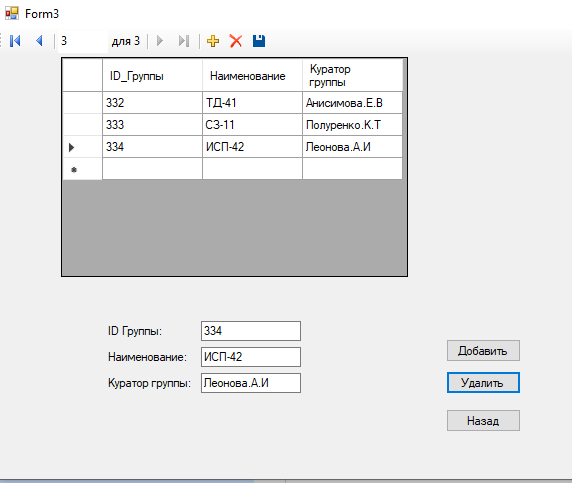 Form3
3 для 3
ID_Группы Наименование Куратор
группы
332 ТД-41 Анисимова.Е.В
333 СЗ-11 Полуренко.К.Т
334 ИСП-42 Леонова.А.И
ID Группы: 334
Наименование: ИСП-42
Куратор группы: Леонова.А.И
Добавить
Удалить
Назад